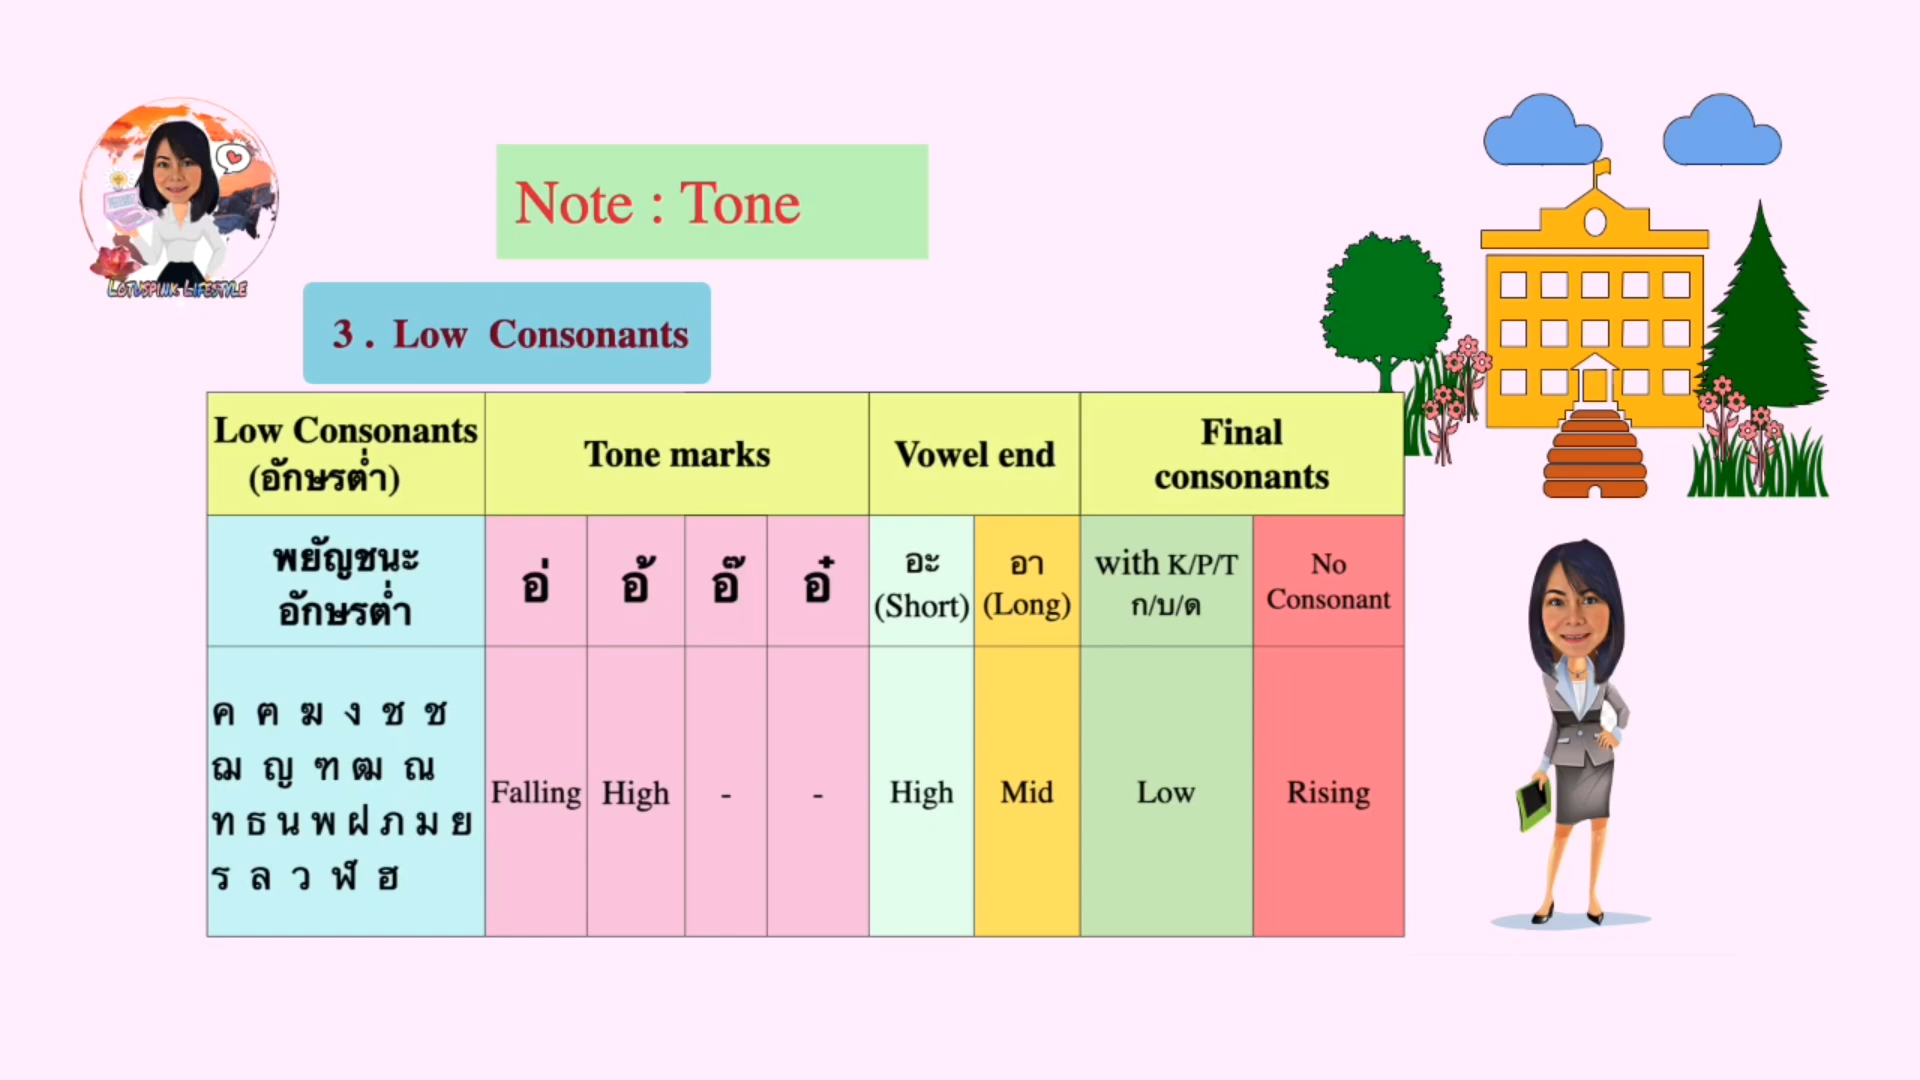 LOTUSPINK LIFESTYLE
Note : Tone
3 . Low Consonants
Low Consonants
(อักษรต่ำ)
Tone marks
Vowel end
Final
consonants
พยัญชนะ
อักษรต่ำ
อ่
อ้
อ๊
อ๋
อะ
(Short)
อา
(Long)
with K/P/T
ก/บ/ด
No
Consonant
ค ฅ ฆ ง ช ซ
ฌ ญ ฑ ฒ ณ
ท ธ น พ ฝ ภ ม ย
ร ล ว ฬ ฮ
Falling
High
-
-
High
Mid
Low
Rising